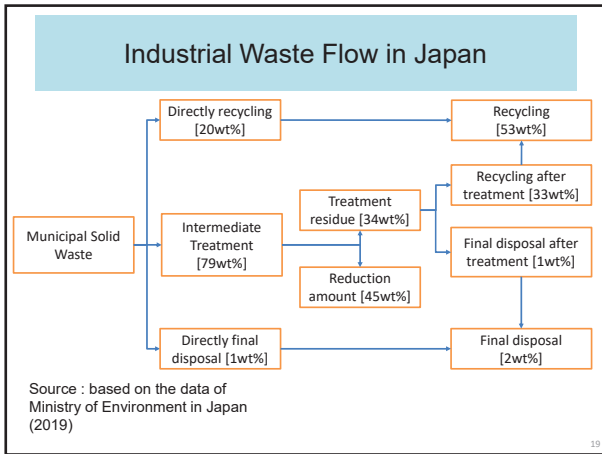 Industrial Waste Flow in Japan
Directly recycling
[20wt%]
Recycling
[53wt%]
Recycling after
treatment [33wt%]
Treatment
residue [34wt%]
Municipal Solid
Waste
Intermediate
Treatment
[79wt%]
Final disposal after
treatment [1wt%]
Reduction
amount [45wt%]
Directly final
disposal [1wt%]
Final disposal
[2wt%]
Source : based on the data of
Ministry of Environment in Japan
(2019)
19